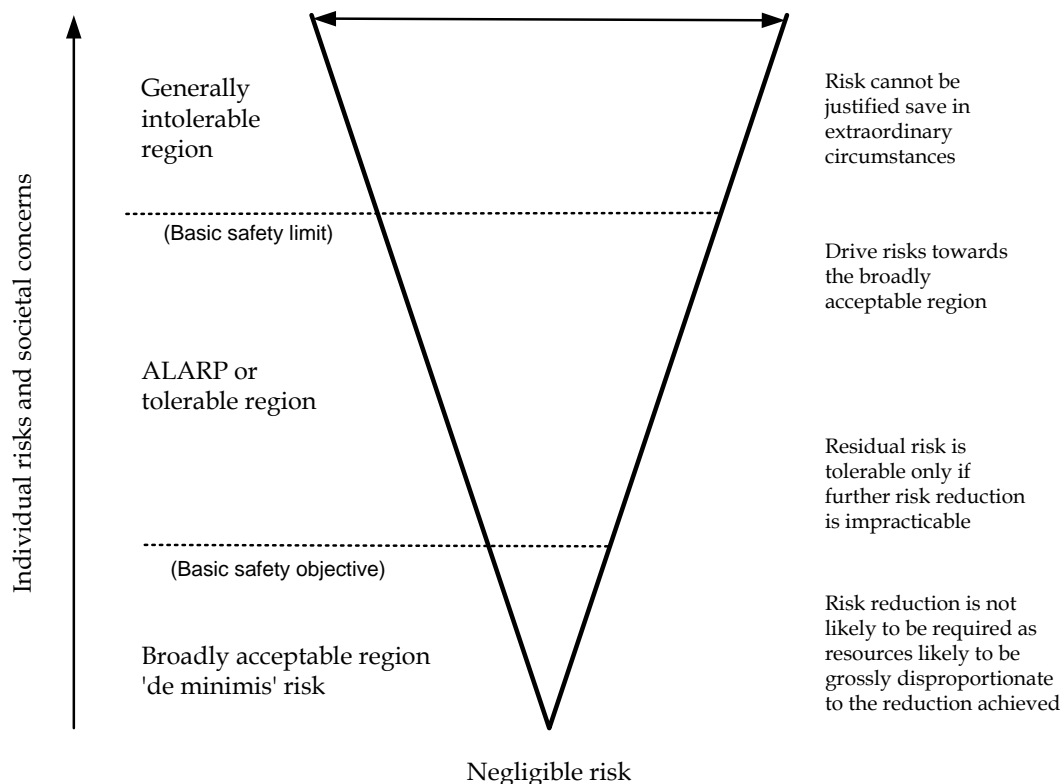 Generally
intolerable
region
Risk cannot be
justified save in
extraordinary
circumstances
(Basic safety limit)
Drive risks towards
the broadly
acceptable region
Individual risks and societal concerns
ALARP or
tolerable region
Residual risk is
tolerable only if
further risk reduction
is impracticable
(Basic safety objective)
Broadly acceptable region
'de minimis' risk
Risk reduction is not
likely to be required as
resources likely to be
grossly disproportionate
to the reduction achieved
Negligible risk